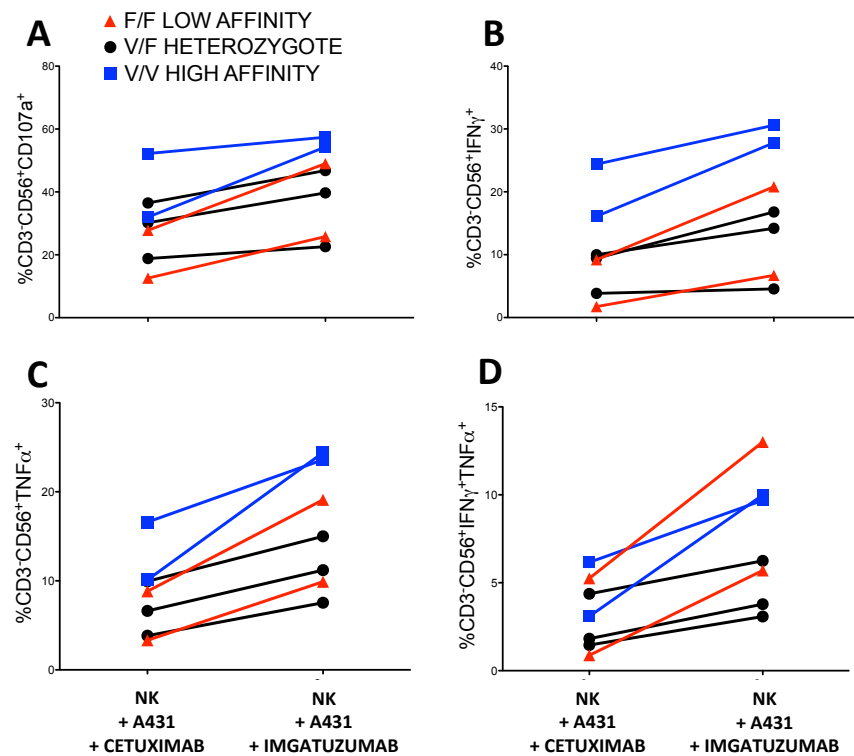 A
F/F LOW AFFINITY
V/F HETEROZYGOTE
V/V HIGH AFFINITY
%CD3-CD56+CD107a+
80
60
40
20
0
B
%CD3-CD56+IFNγ+
40
30
20
10
0
C
%CD3-CD56+TNFα+
30
20
10
0
NK
+ A431
+ CETUXIMAB
NK
+ A431
+ IMGATUZUMAB
D
%CD3-CD56+IFNγ+TNFα+
15
10
5
0
NK
+ A431
+ CETUXIMAB
NK
+ A431
+ IMGATUZUMAB